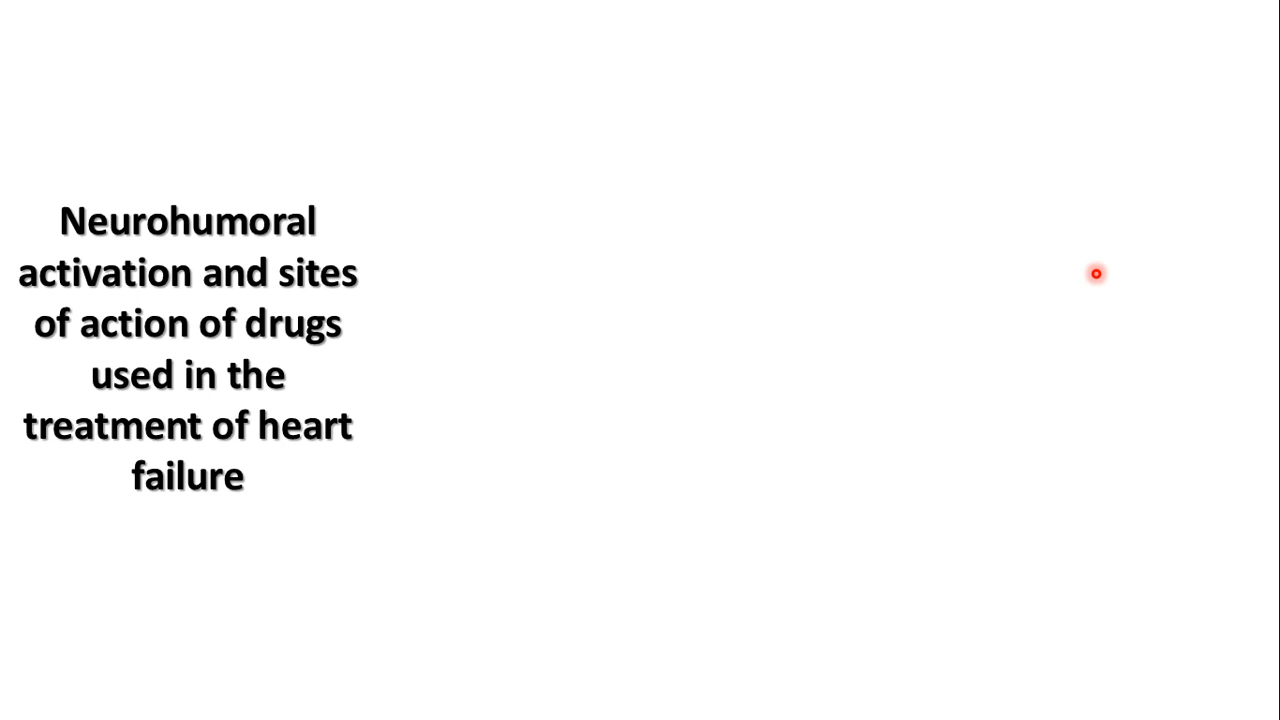 Neurohumoral
activation and sites
of action of drugs
used in the
treatment of heart
failure